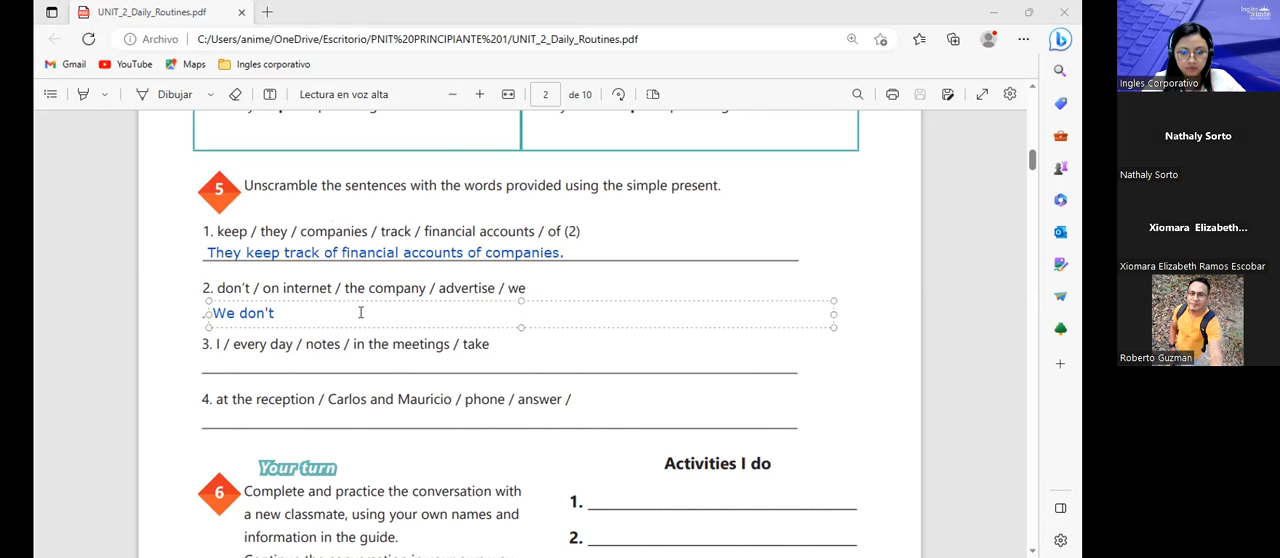 UNIT_2_Daily_Routines.pdf
Archivo C:/Users/anime/OneDrive/Escritorio/PNIT%20PRINCIPIANTE%201/UNIT_2_Daily_Routines.pdf
Gmail YouTube Maps Ingles corporativo
Dibujar Lectura en voz alta 2 de 10
5 Unscramble the sentences with the words provided using the simple present.
1. keep / they / companies / track / financial accounts / of (2)
They keep track of financial accounts of companies.
2. don't / on internet / the company / advertise / we
We don't
3. I / every day / notes / in the meetings / take
4. at the reception / Carlos and Mauricio / phone / answer /
Your turn
6 Complete and practice the conversation with
a new classmate, using your own names and
information in the guide.
Activities I do
1.
2.
Ingles Corporativo
Nathaly Sorto
Nathaly Sorto
Xiomara Elizabeth...
Xiomara Elizabeth Ramos Escobar
Roberto Guzman